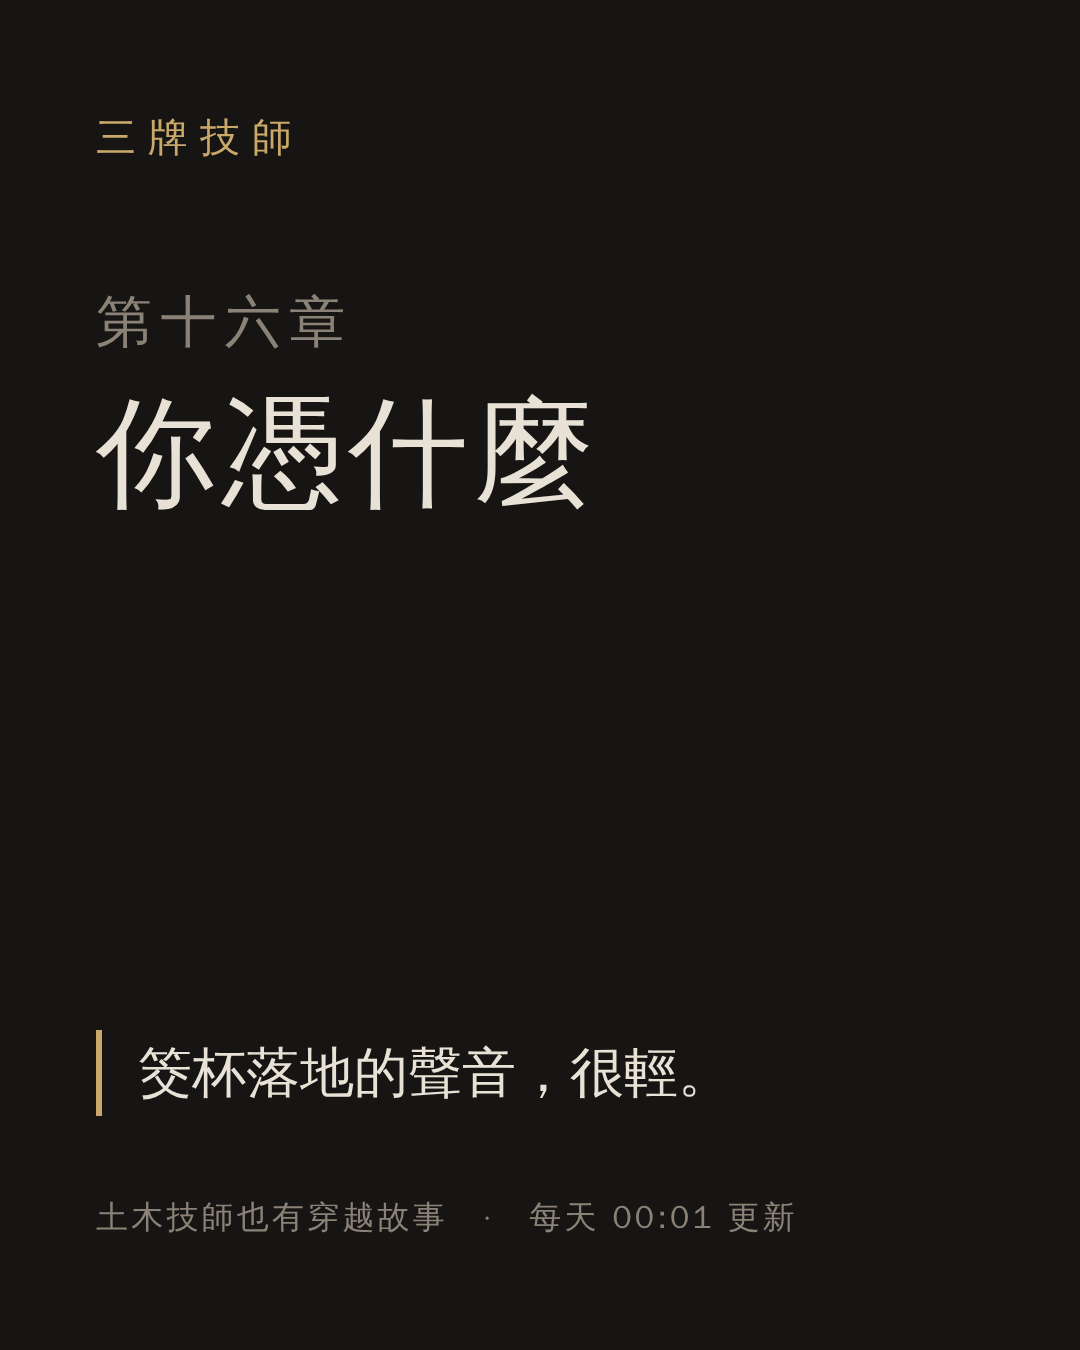 三牌技師
第十六章
你憑什麼
筊杯落地的聲音，很輕。
土木技師也有穿越故事 · 每天 00:01 更新